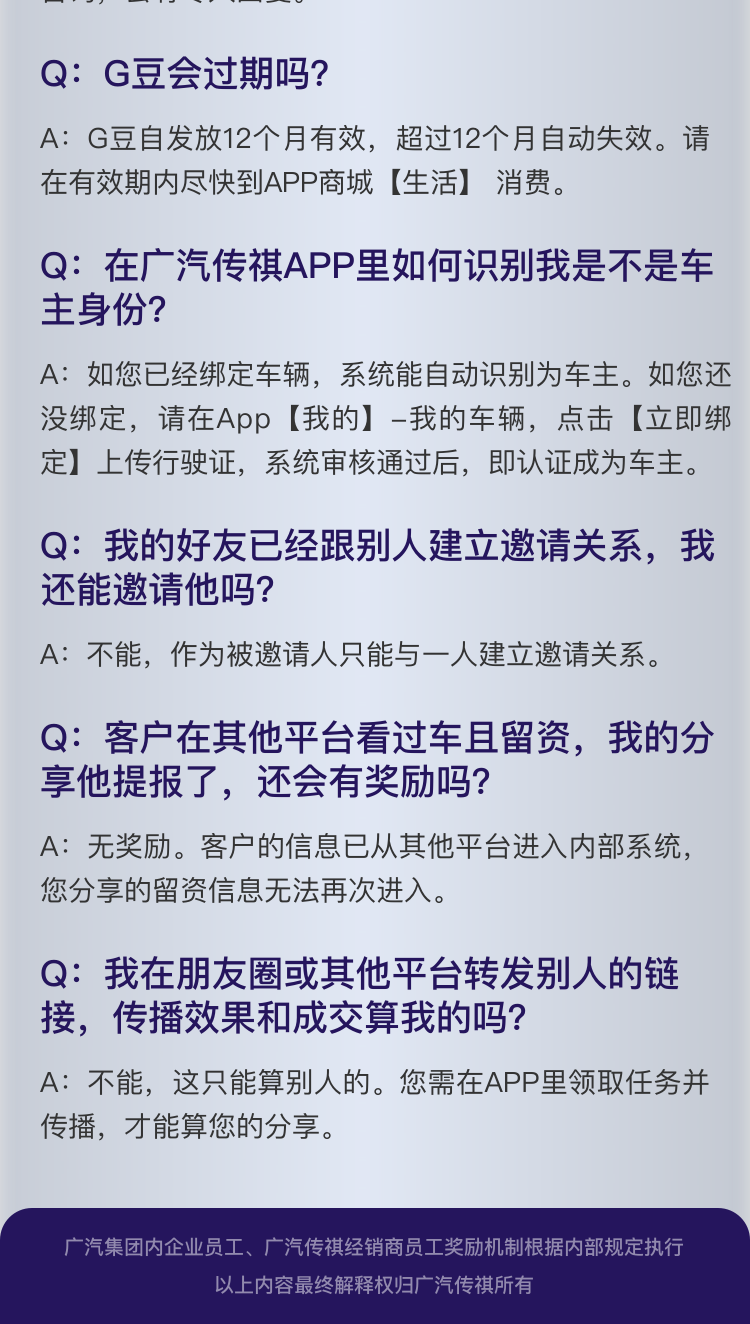 Q：G豆会过期吗?
A：G豆自发放12个月有效，超过12个月自动失效。请
在有效期内尽快到APP商城【生活】 消费。
Q：在广汽传祺APP里如何识别我是不是车
主身份?
A：如您已经绑定车辆，系统能自动识别为车主。如您还
没绑定，请在App【我的】–我的车辆，点击【立即绑
定】上传行驶证，系统审核通过后，即认证成为车主。
Q：我的好友已经跟别人建立邀请关系，我
还能邀请他吗?
A：不能，作为被邀请人只能与一人建立邀请关系。
Q：客户在其他平台看过车且留资，我的分
享他提报了，还会有奖励吗?
A：无奖励。客户的信息已从其他平台进入内部系统，
您分享的留资信息无法再次进入。
Q：我在朋友圈或其他平台转发别人的链
接，传播效果和成交算我的吗?
A：不能，这只能算别人的。您需在APP里领取任务并
传播，才能算您的分享。
广汽集团内企业员工、广汽传祺经销商员工奖励机制根据内部规定执行
以上内容最终解释权归广汽传祺所有